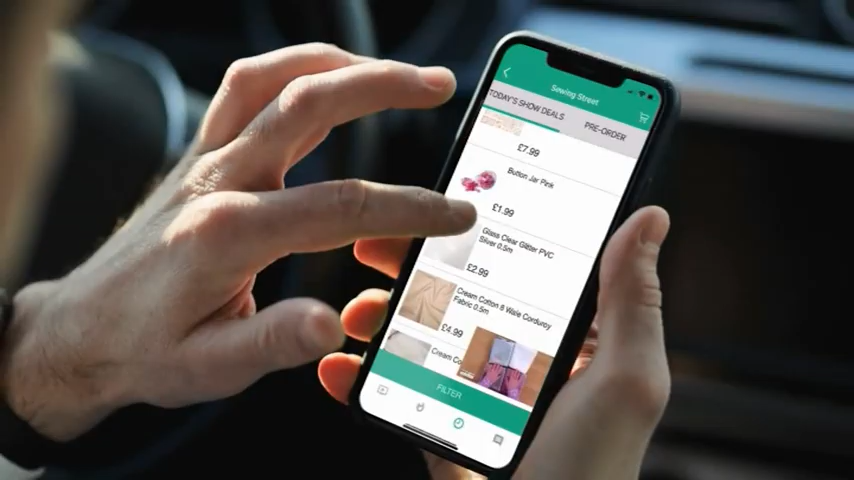 Sewing Street
TODAY'S SHOW DEALS
PRE-ORDER
£7.99
Button Jar Pink
£1.99
Glass Clear Glitter PVC
Silver 0.5m
£2.99
Cream Cotton 8 Wale Corduroy
Fabric 0.5m
£4.99
Cream Co
FILTER